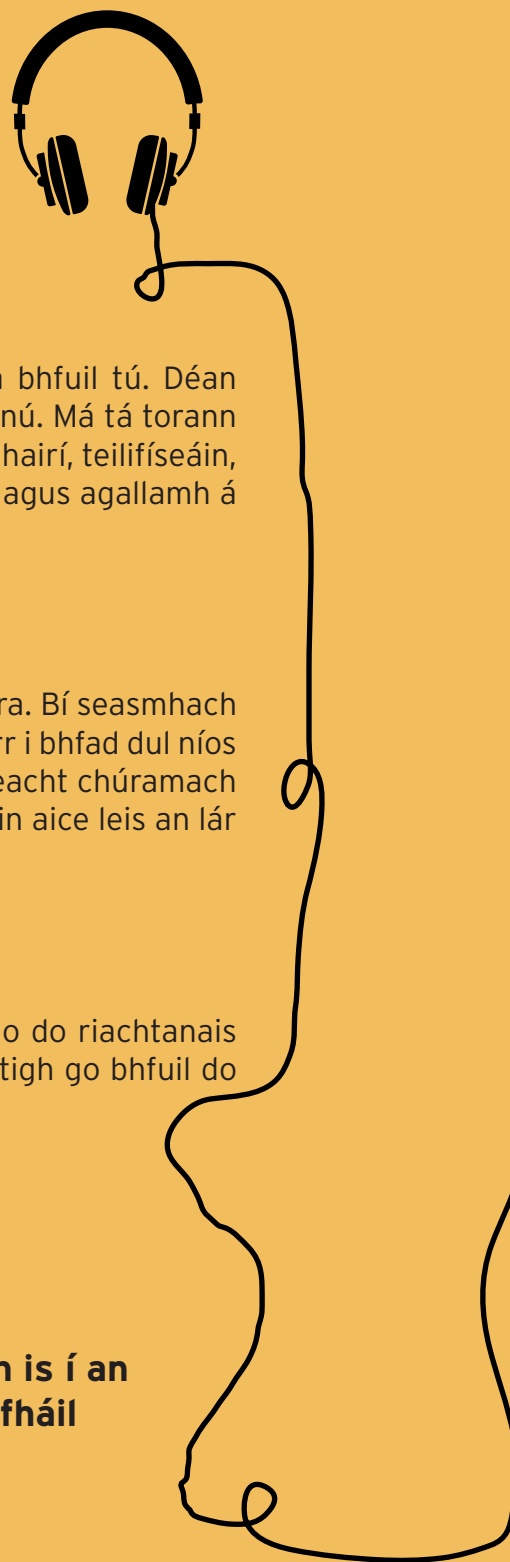 bhfuil tú. Déan
nú. Má tá torann
hairí, teilifíseáin,
agus agallamh á
ra. Bí seasmhach
rr i bhfad dul níos
eacht chúramach
in aice leis an lár
o do riachtanais
tigh go bhfuil do
is í an
fháil